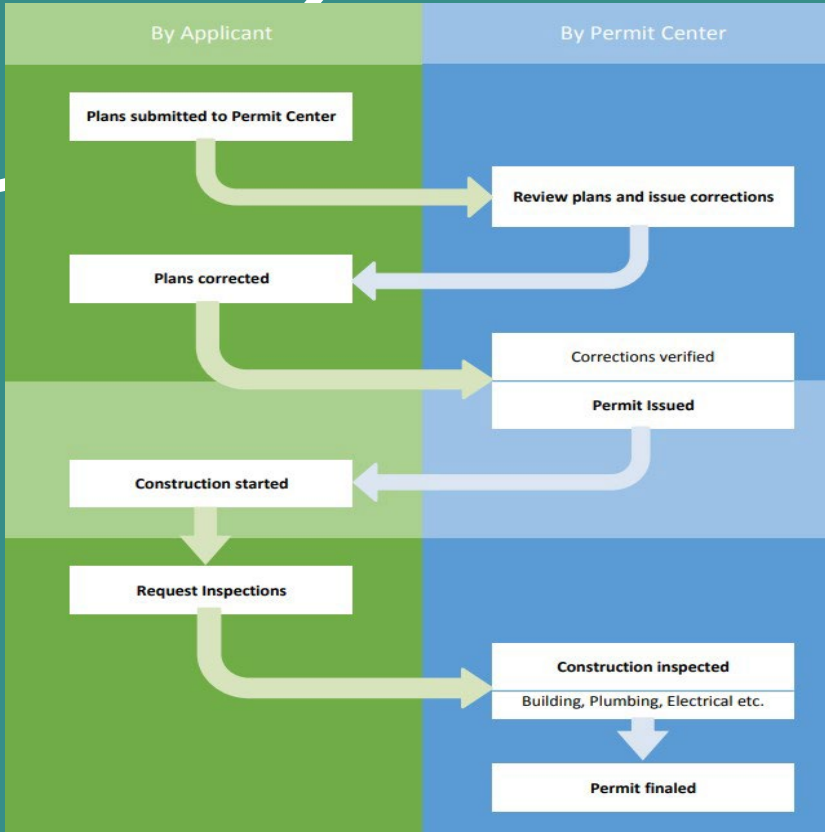 By Applicant
By Permit Center
Plans submitted to Permit Center
Review plans and issue corrections
Plans corrected
Corrections verified
Permit Issued
Construction started
Request Inspections
Construction inspected
Building, Plumbing, Electrical etc.
Permit finaled